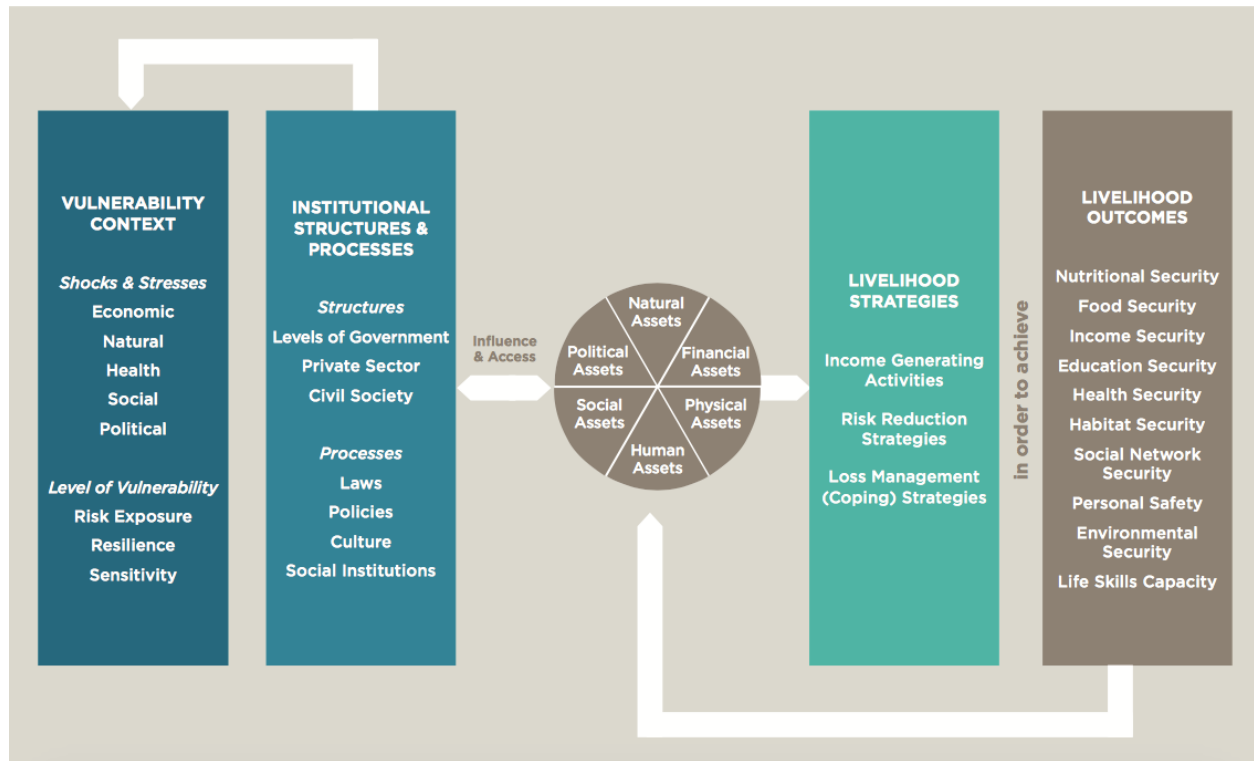 VULNERABILITY
CONTEXT
Shocks & Stresses
Economic
Natural
Health
Social
Political
Level of Vulnerability
Risk Exposure
Resilience
Sensitivity
INSTITUTIONAL
STRUCTURES &
PROCESSES
Structures
Levels of Government
Private Sector
Civil Society
Processes
Laws
Policies
Culture
Social Institutions
Influence
& Access
Natural
Assets
Political
Assets
Financial
Assets
Social
Assets
Physical
Assets
Human
Assets
LIVELIHOOD
STRATEGIES
Income Generating
Activities
Risk Reduction
Strategies
Loss Management
(Coping) Strategies
in order to achieve
LIVELIHOOD
OUTCOMES
Nutritional Security
Food Security
Income Security
Education Security
Health Security
Habitat Security
Social Network
Security
Personal Safety
Environmental
Security
Life Skills Capacity